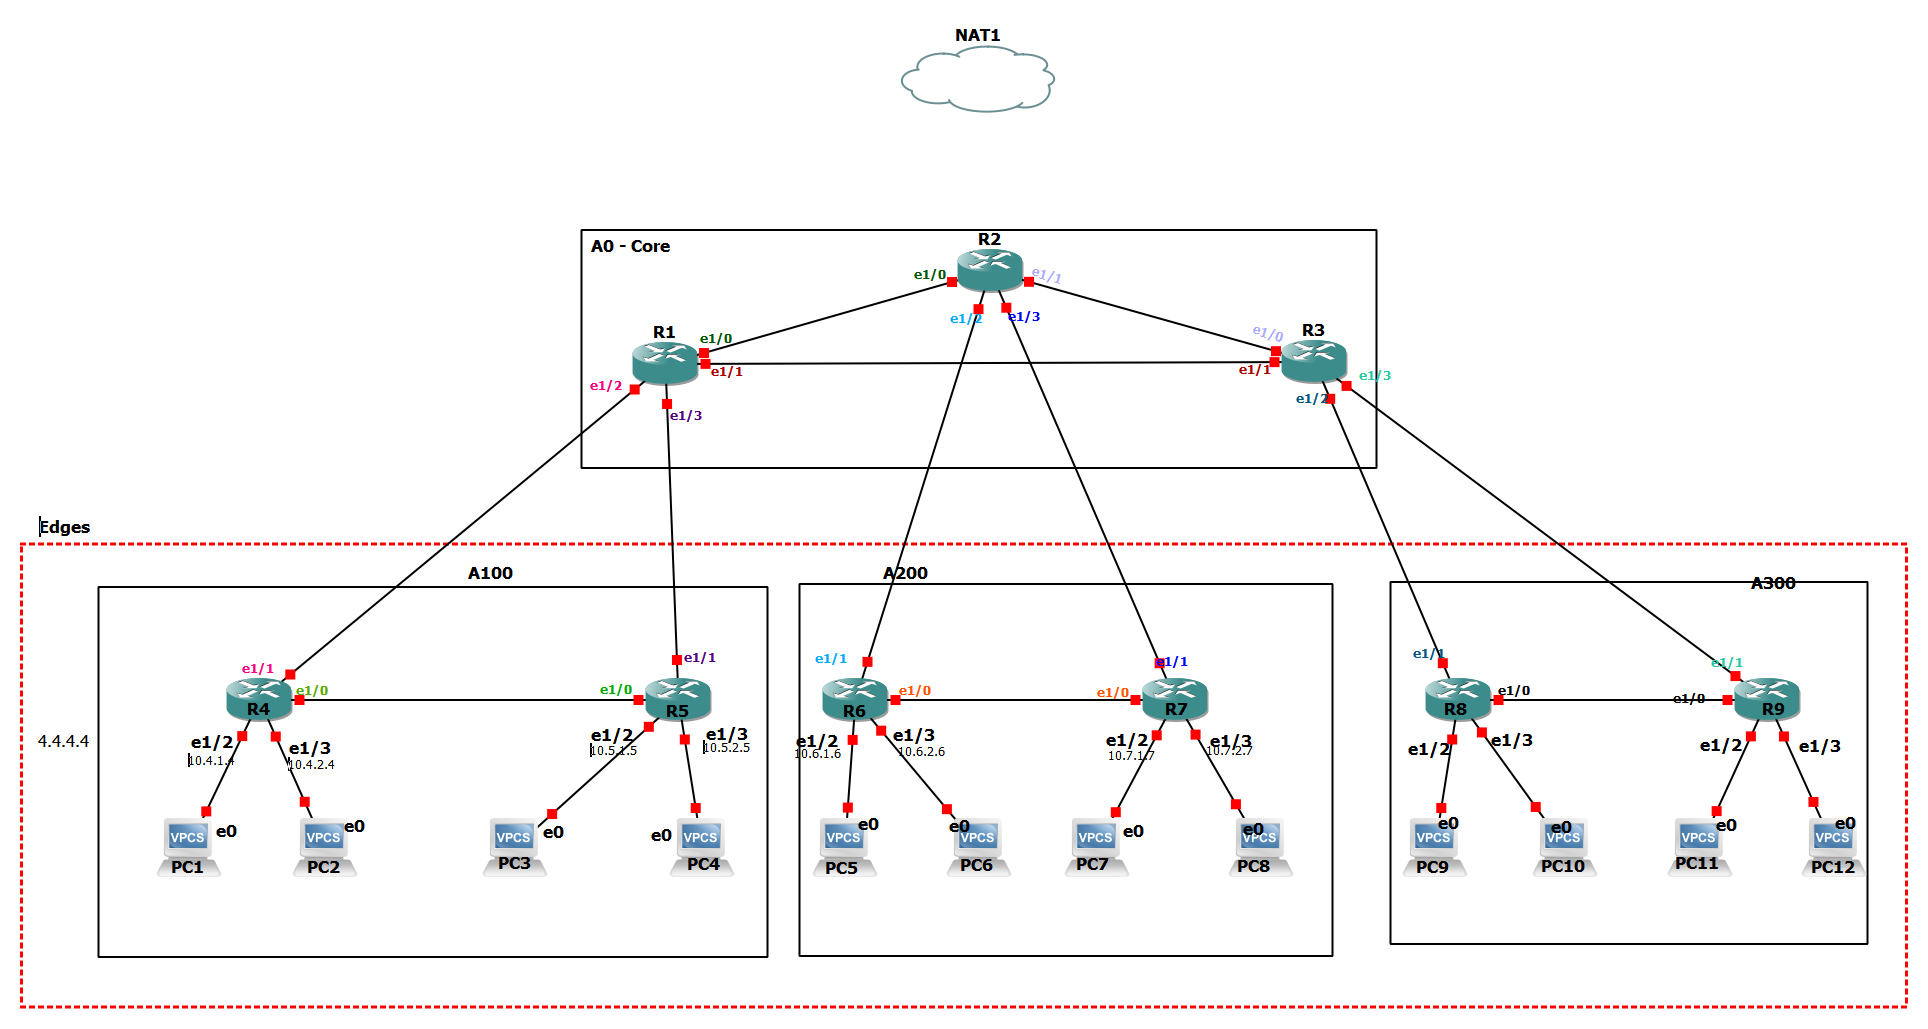 NAT1
A0 - Core
R2
e1/0
e1/1
e1/2
e1/3
R1
e1/0
e1/1
e1/2
e1/3
R3
e1/0
e1/1
e1/3
e1/2
Edges
A100
A200
A300
e1/1
e1/0
R4
e1/0
e1/1
R5
e1/1
e1/0
R6
e1/0
e1/1
R7
e1/1
e1/0
R8
e1/0
e1/1
R9
4.4.4.4
e1/2
10.4.1.4
e1/3
10.4.2.4
e1/2
10.5.1.5
e1/3
10.5.2.5
e1/2
10.6.1.6
e1/3
10.6.2.6
e1/2
10.7.1.7
e1/3
10.7.2.7
e1/2
e1/3
e1/2
e1/3
VPCS
e0
PC1
VPCS
e0
PC2
VPCS
e0
PC3
e0
VPCS
PC4
VPCS
e0
PC5
e0
VPCS
PC6
VPCS
e0
PC7
e0
VPCS
PC8
e0
VPCS
PC9
e0
VPCS
PC10
e0
VPCS
PC11
e0
VPCS
PC12